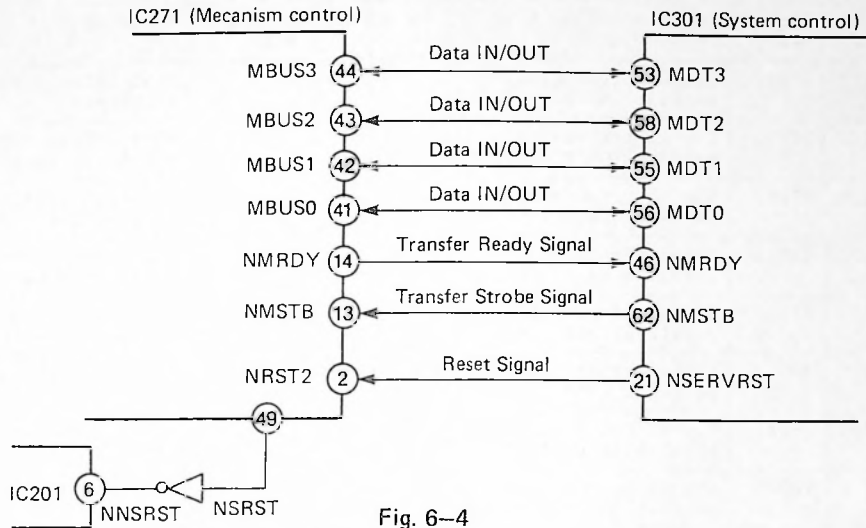 IC271 (Mecanism control) IC301 (System control)
MBUS3 44 Data IN/OUT 53 MDT3
MBUS2 43 Data IN/OUT 58 MDT2
MBUS1 42 Data IN/OUT 55 MDT1
MBUS0 41 Data IN/OUT 56 MDT0
NMRDY 14 Transfer Ready Signal 46 NMRDY
NMSTB 13 Transfer Strobe Signal 62 NMSTB
NRST2 2 Reset Signal 21 NSERVRST
49
IC201 6 NNSRST NSRST
Fig. 6–4